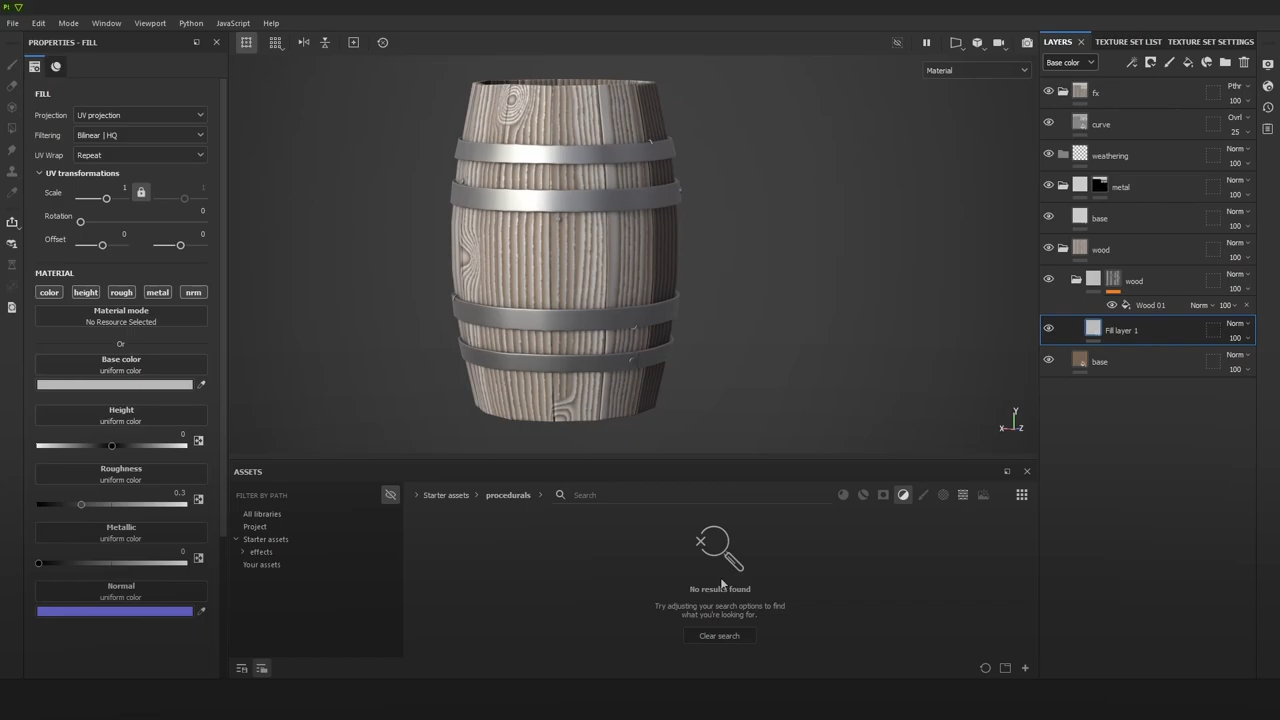 Pt
File Edit Mode Window Viewport Python JavaScript Help
PROPERTIES - FILL
FILL
Projection UV projection
Filtering Bilinear | HQ
UV Wrap Repeat
UV transformations
Scale 1 1
Rotation 0
Offset 0 0
MATERIAL
color height rough metal nrm
Material mode
No Resource Selected
Or
Base color
uniform color
Height
uniform color
0
Roughness
uniform color
0.3
Metallic
uniform color
0
Normal
uniform color
Material
Y
X Z
ASSETS
FILTER BY PATH
All libraries
Project
Starter assets
effects
Your assets
Starter assets procedurals Search
No results found
Try adjusting your search options to find
what you're looking for.
Clear search
LAYERS TEXTURE SET LIST TEXTURE SET SETTINGS
Base color
fx Pthr 100
curve Ovrl 25
weathering Norm 100
metal Norm 100
base Norm 100
wood Norm 100
wood Norm 100
Wood 01 Norm 100
Fill layer 1 Norm 100
base Norm 100